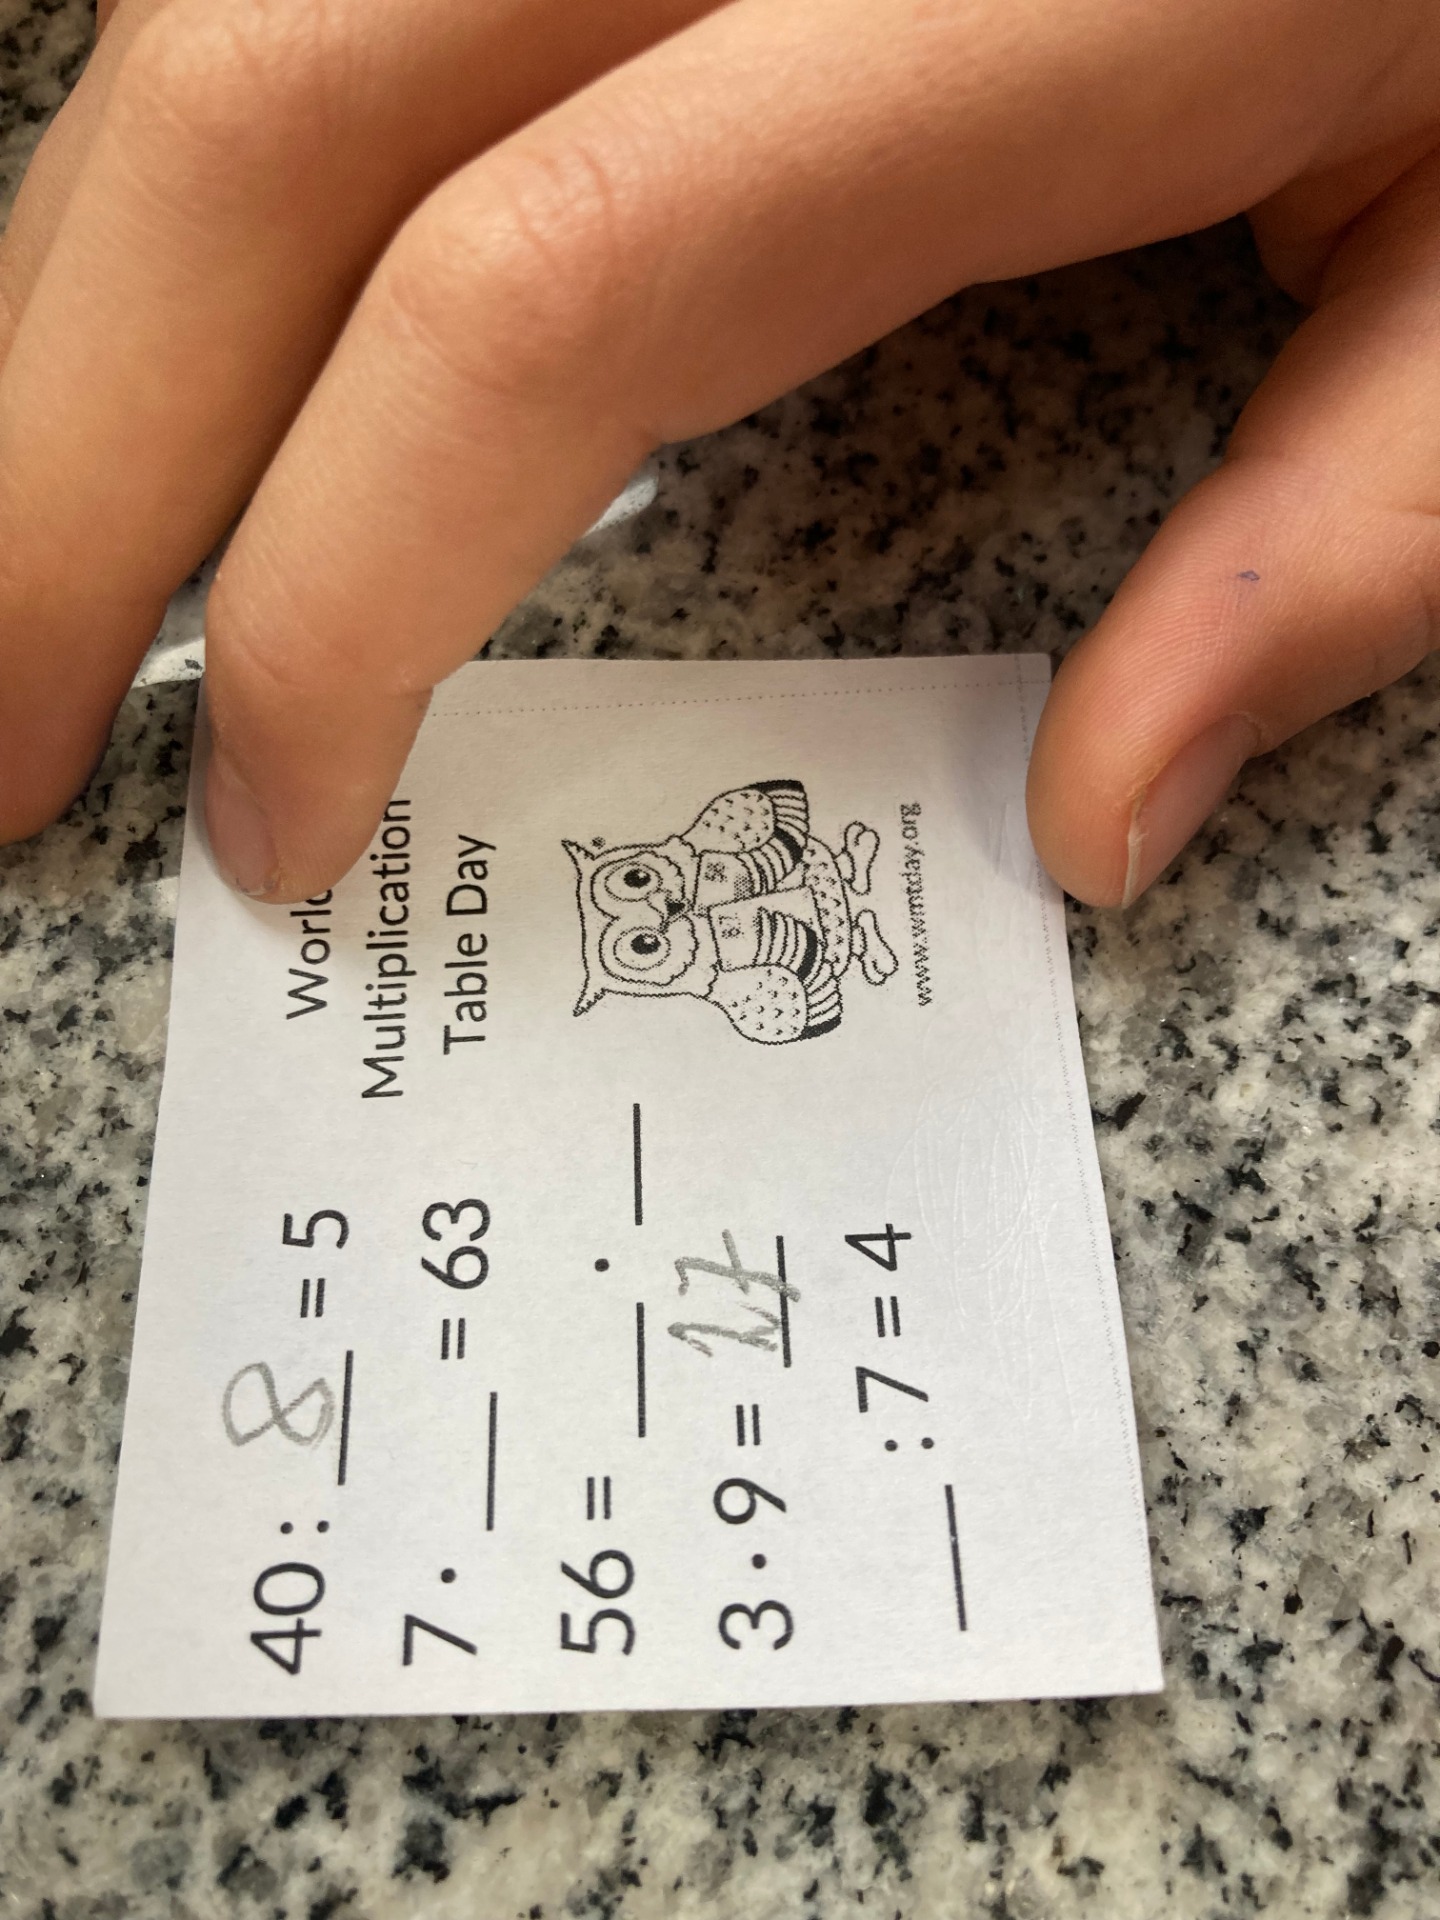 40 : 8 = 5
7 · ___ = 63
56 = ___ · ___
3 · 9 = 27
___ : 7 = 4
World
Multiplication
Table Day
www.wmtday.org